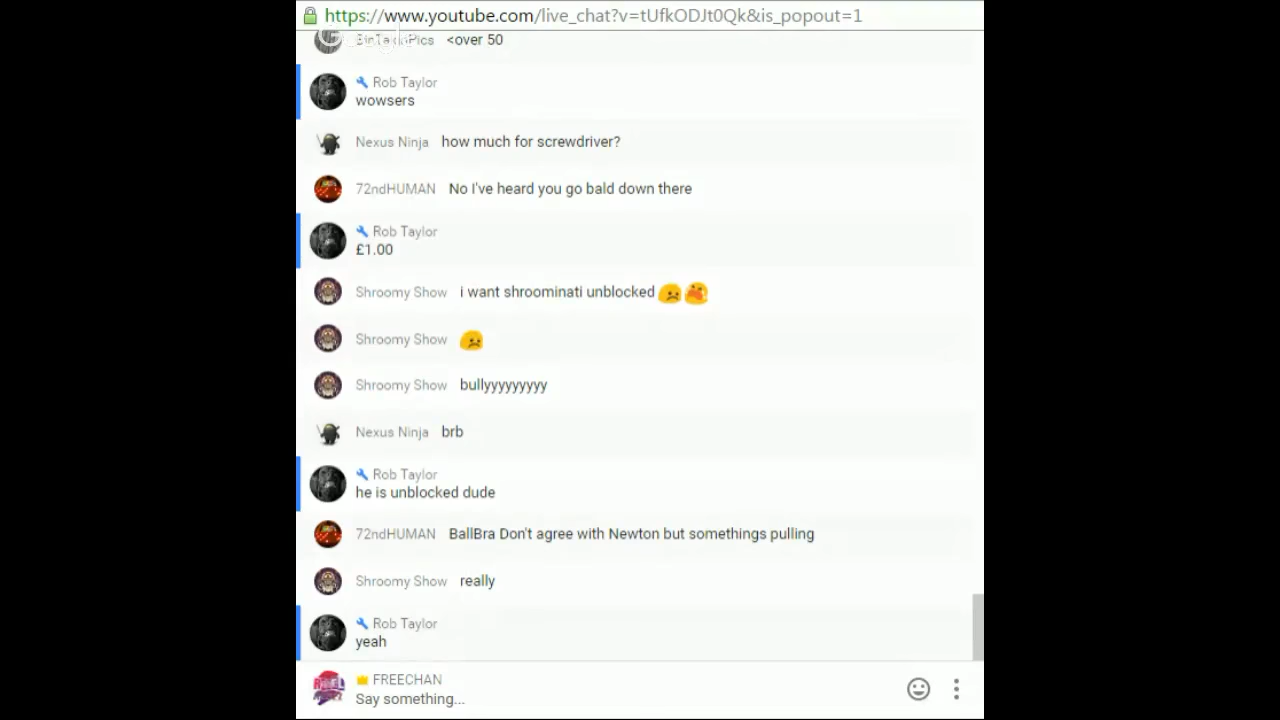 https://www.youtube.com/live_chat?v=tUfkODJt0Qk&is_popout=1
Google
Pics <over 50
Rob Taylor
wowsers
Nexus Ninja how much for screwdriver?
72ndHUMAN No I've heard you go bald down there
Rob Taylor
£1.00
Shroomy Show i want shroominati unblocked
Shroomy Show
Shroomy Show bullyyyyyyyyy
Nexus Ninja brb
Rob Taylor
he is unblocked dude
72ndHUMAN BallBra Don't agree with Newton but somethings pulling
Shroomy Show really
Rob Taylor
yeah
FREECHAN
Say something...